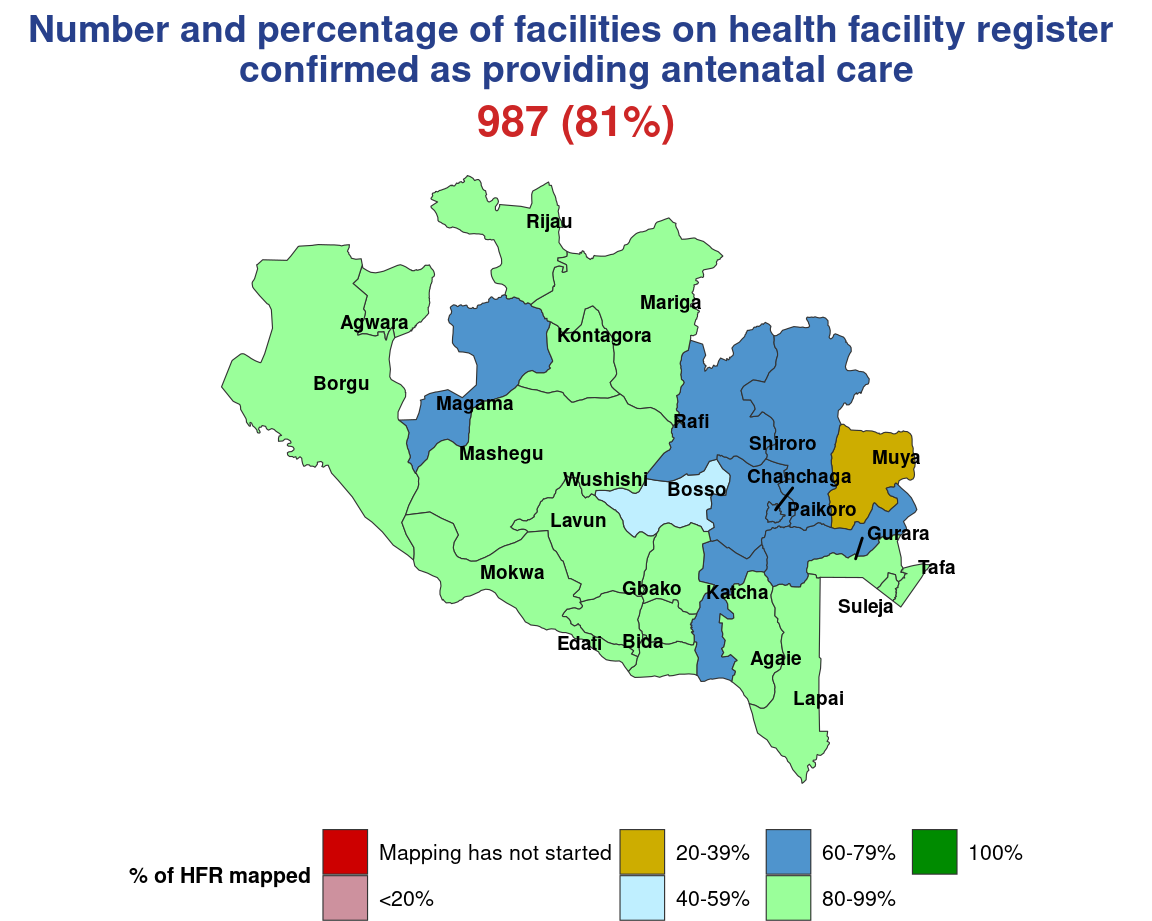 Number and percentage of facilities on health facility register
confirmed as providing antenatal care
987 (81%)
Rijau
Mariga
Agwara
Kontagora
Borgu
Magama
Rafi
Shiroro
Mashegu
Muya
Wushishi
Chanchaga
Bosso
Paikoro
Lavun
Gurara
Tafa
Mokwa
Gbako
Katcha
Suleja
Edati
Bida
Agaie
Lapai
% of HFR mapped
Mapping has not started
<20%
20-39%
40-59%
60-79%
80-99%
100%